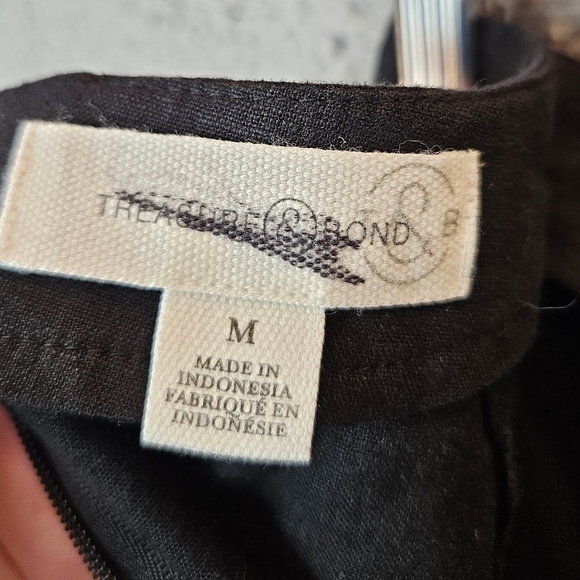 TREASURE & BOND
& B
M
MADE IN
INDONESIA
FABRIQUÉ EN
INDONÉSIE